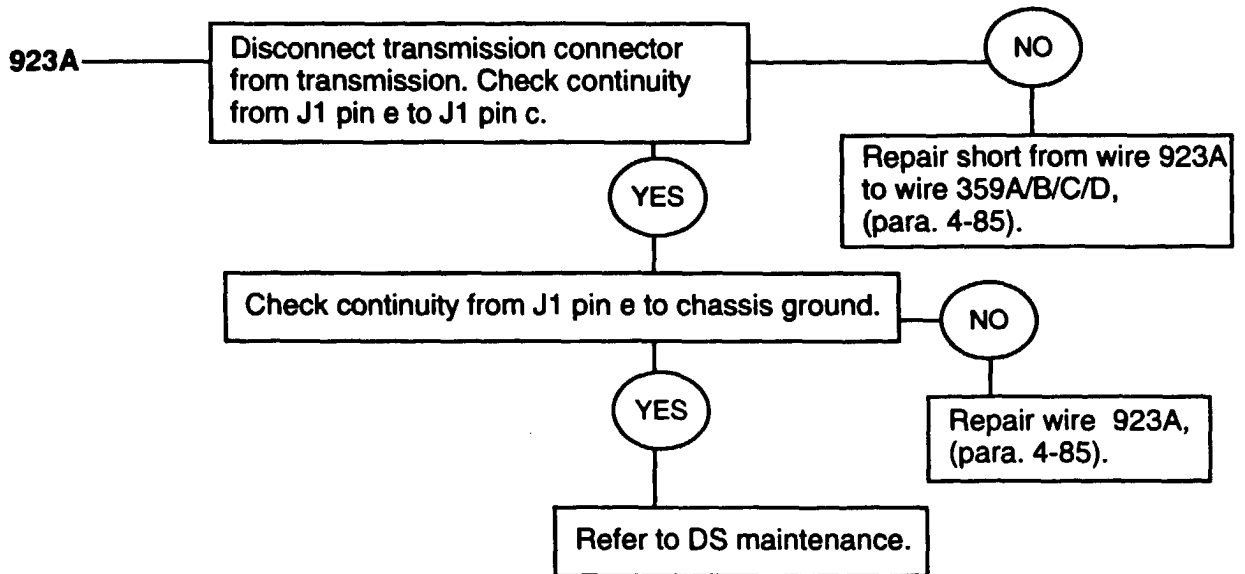 923A
Disconnect transmission connector
from transmission. Check continuity
from J1 pin e to J1 pin c.
NO
Repair short from wire 923A
to wire 359A/B/C/D,
(para. 4-85).
YES
Check continuity from J1 pin e to chassis ground.
NO
Repair wire 923A,
(para. 4-85).
YES
Refer to DS maintenance.